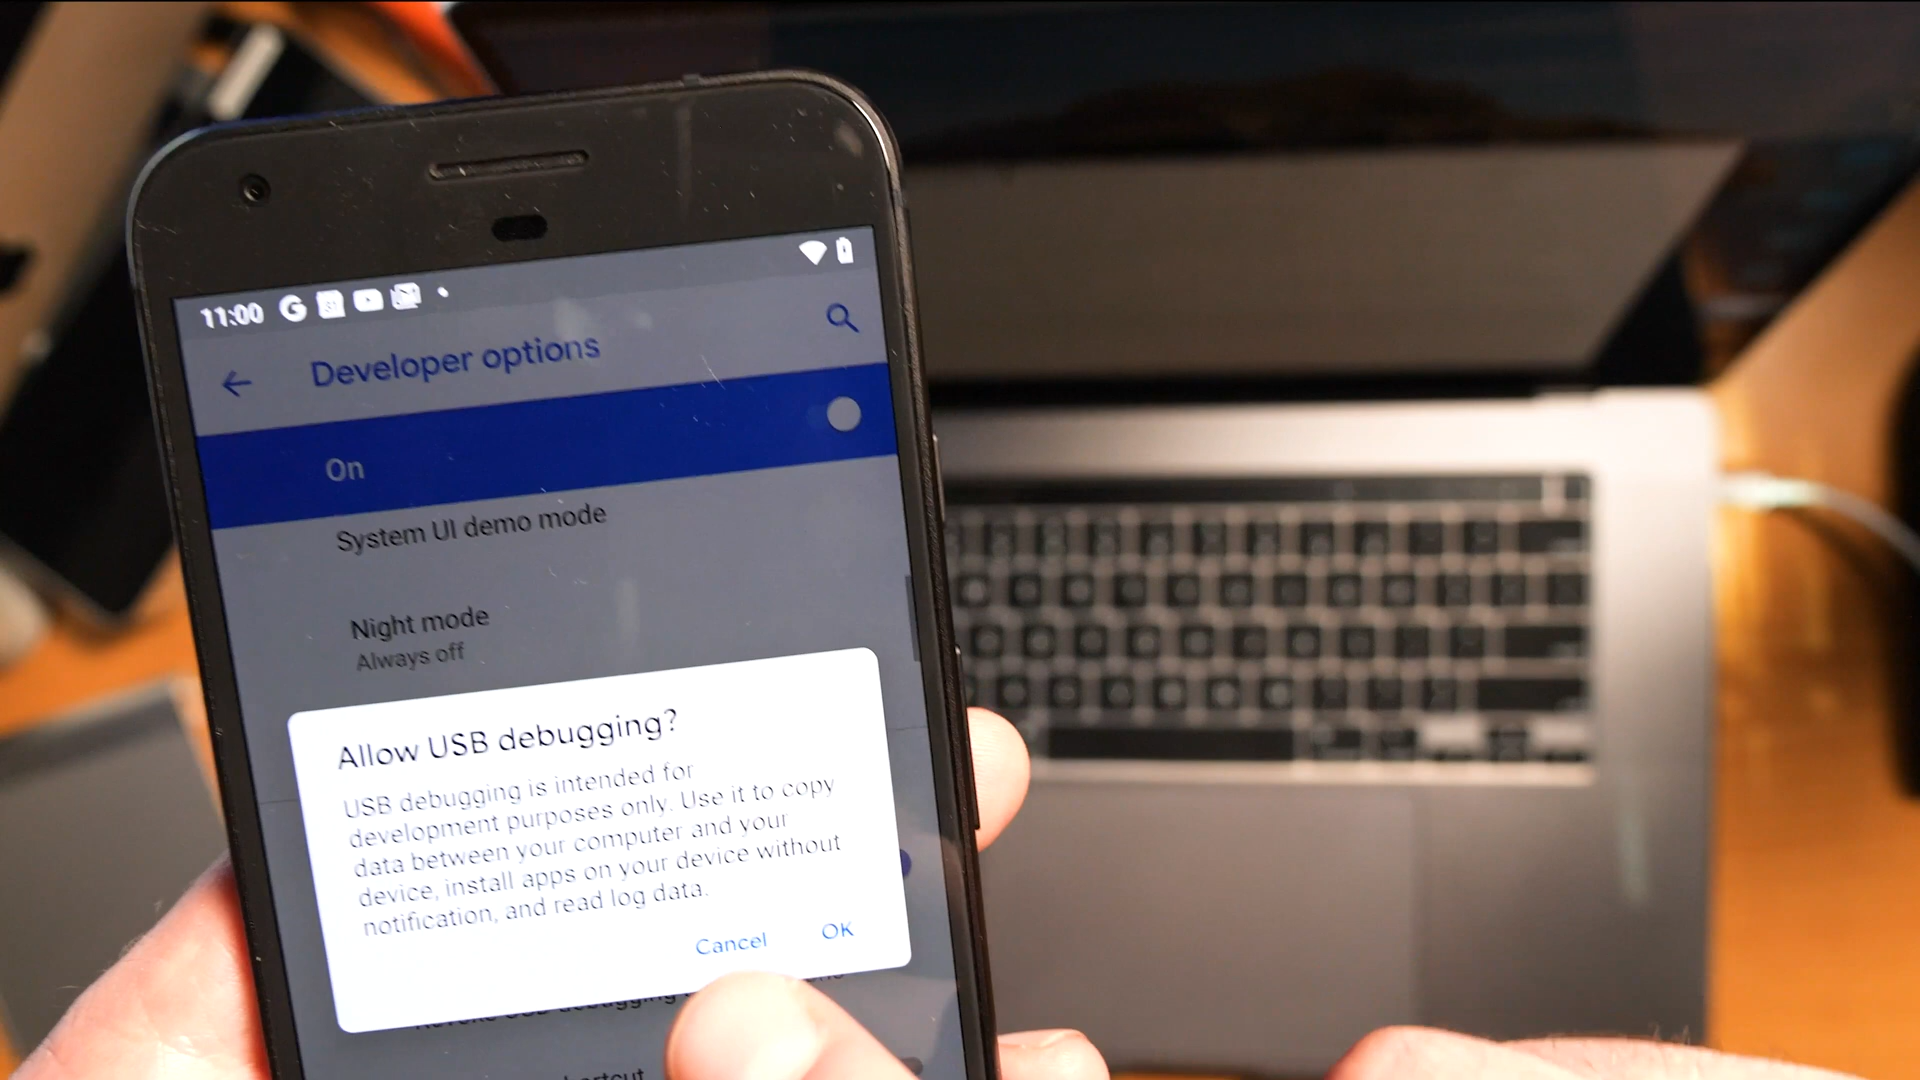 11:00
Developer options
On
System UI demo mode
Night mode
Always off
Allow USB debugging?
USB debugging is intended for
development purposes only. Use it to copy
data between your computer and your
device, install apps on your device without
notification, and read log data.
Cancel OK